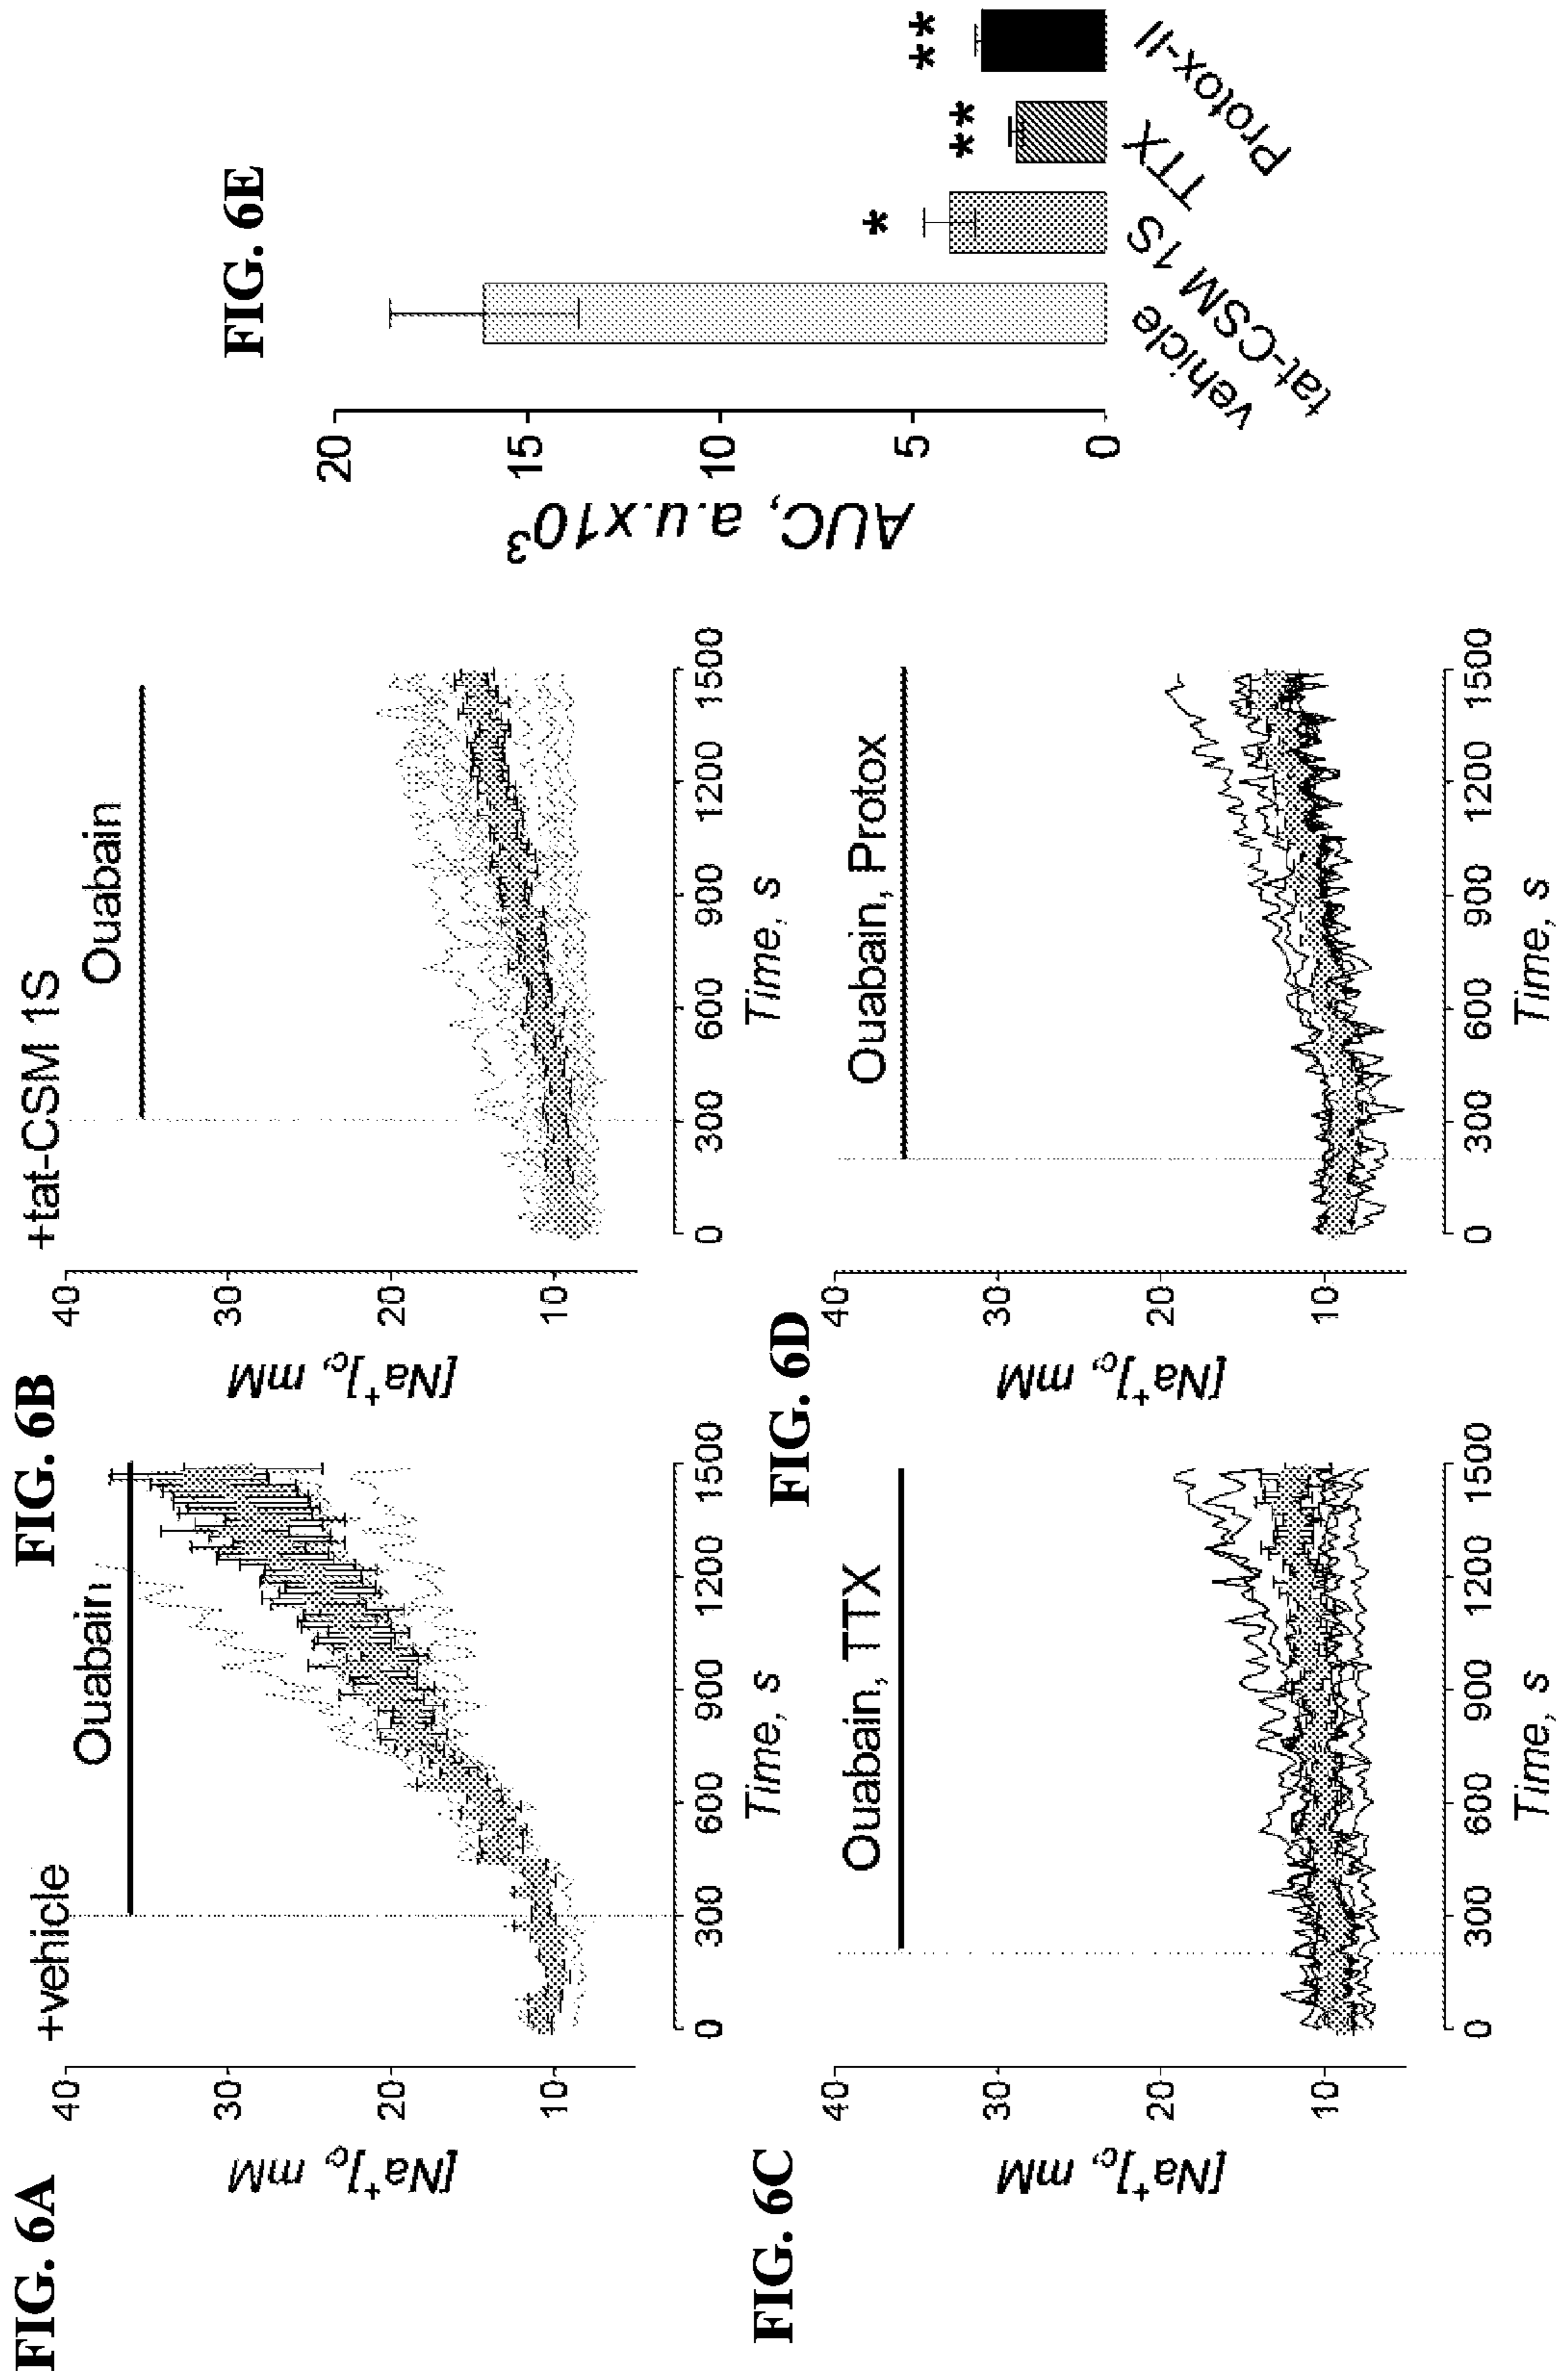 FIG. 6A
+vehicle
Ouabain
[Na+]c, mM
40
30
20
10
0 300 600 900 1200 1500
Time, s
FIG. 6B
+tat-CSM 1S
Ouabain
[Na+]c, mM
40
30
20
10
0 300 600 900 1200 1500
Time, s
FIG. 6C
Ouabain, TTX
[Na+]c, mM
40
30
20
10
0 300 600 900 1200 1500
Time, s
FIG. 6D
Ouabain, Protox
[Na+]c, mM
40
30
20
10
0 300 600 900 1200 1500
Time, s
FIG. 6E
AUC, a.u.x10³
20
15
10
5
0
* ** **
vehicle
tat-CSM 1S
TTX
Protox-II